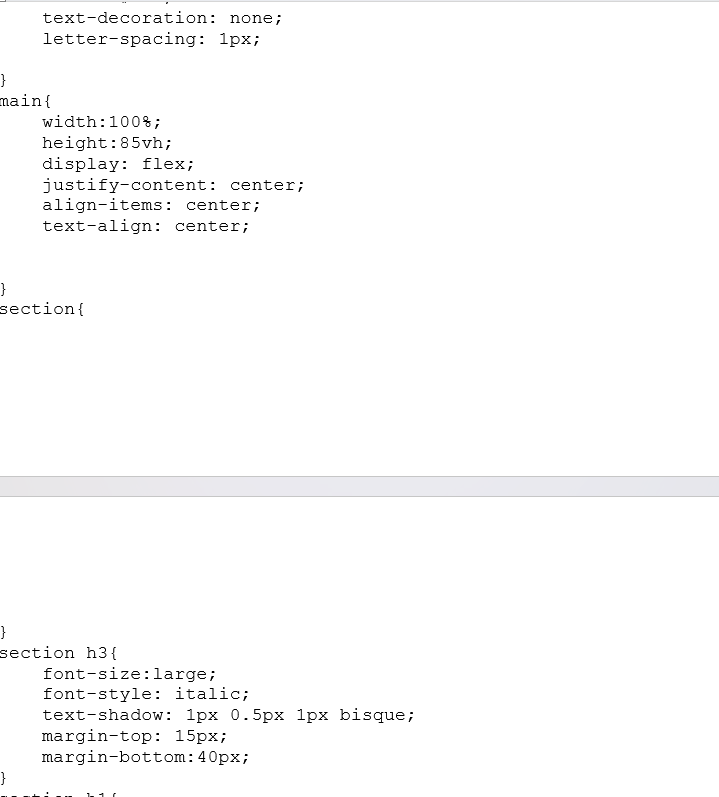 text-decoration: none;
letter-spacing: 1px;
}
main{
width:100%;
height:85vh;
display: flex;
justify-content: center;
align-items: center;
text-align: center;
}
section{
}
section h3{
font-size:large;
font-style: italic;
text-shadow: 1px 0.5px 1px bisque;
margin-top: 15px;
margin-bottom:40px;
}
section h1{